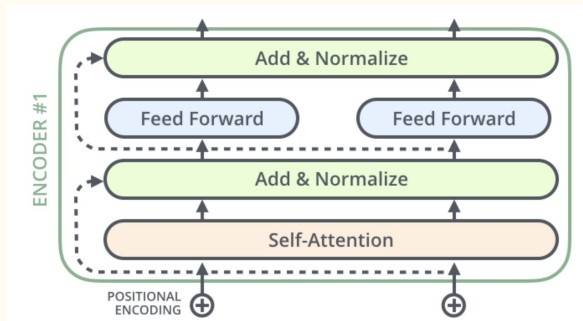 ENCODER #1
Add & Normalize
Feed Forward
Feed Forward
Add & Normalize
Self-Attention
POSITIONAL
ENCODING